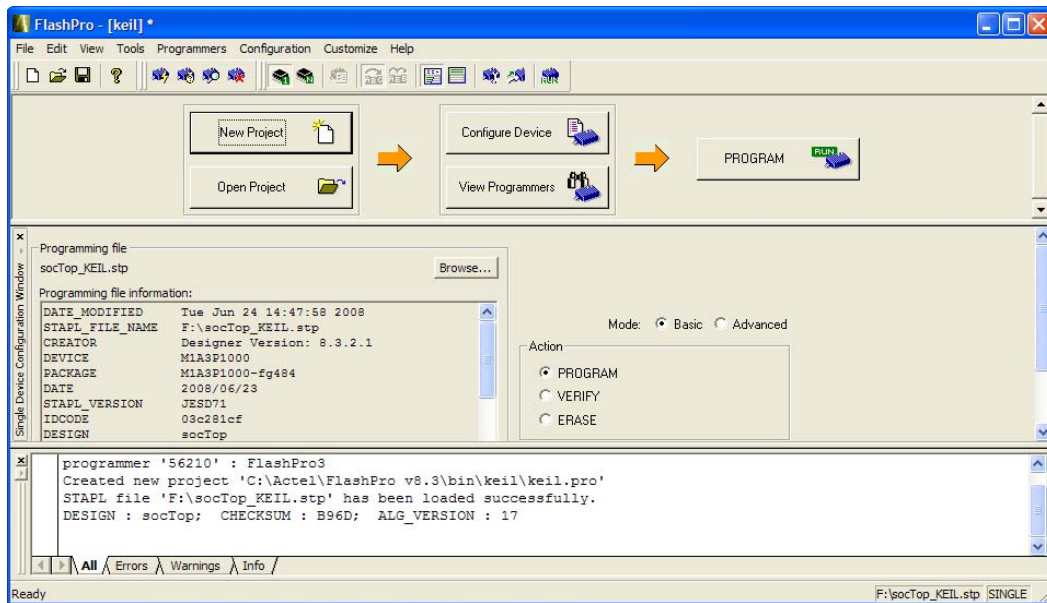 FlashPro - [keil] *
File Edit View Tools Programmers Configuration Customize Help
New Project
Open Project
Configure Device
View Programmers
PROGRAM
RUN
Single Device Configuration Window
Programming file
socTop_KEIL.stp
Browse...
Programming file information:
DATE_MODIFIED Tue Jun 24 14:47:58 2008
STAPL_FILE_NAME F:\socTop_KEIL.stp
CREATOR Designer Version: 8.3.2.1
DEVICE M1A3P1000
PACKAGE M1A3P1000-fg484
DATE 2008/06/23
STAPL_VERSION JESD71
IDCODE 03c281cf
DESIGN socTop
Mode: Basic Advanced
Action
PROGRAM
VERIFY
ERASE
programmer '56210' : FlashPro3
Created new project 'C:\Actel\FlashPro v8.3\bin\keil\keil.pro'
STAPL file 'F:\socTop_KEIL.stp' has been loaded successfully.
DESIGN : socTop; CHECKSUM : B96D; ALG_VERSION : 17
All Errors Warnings Info
Ready
F:\socTop_KEIL.stp SINGLE